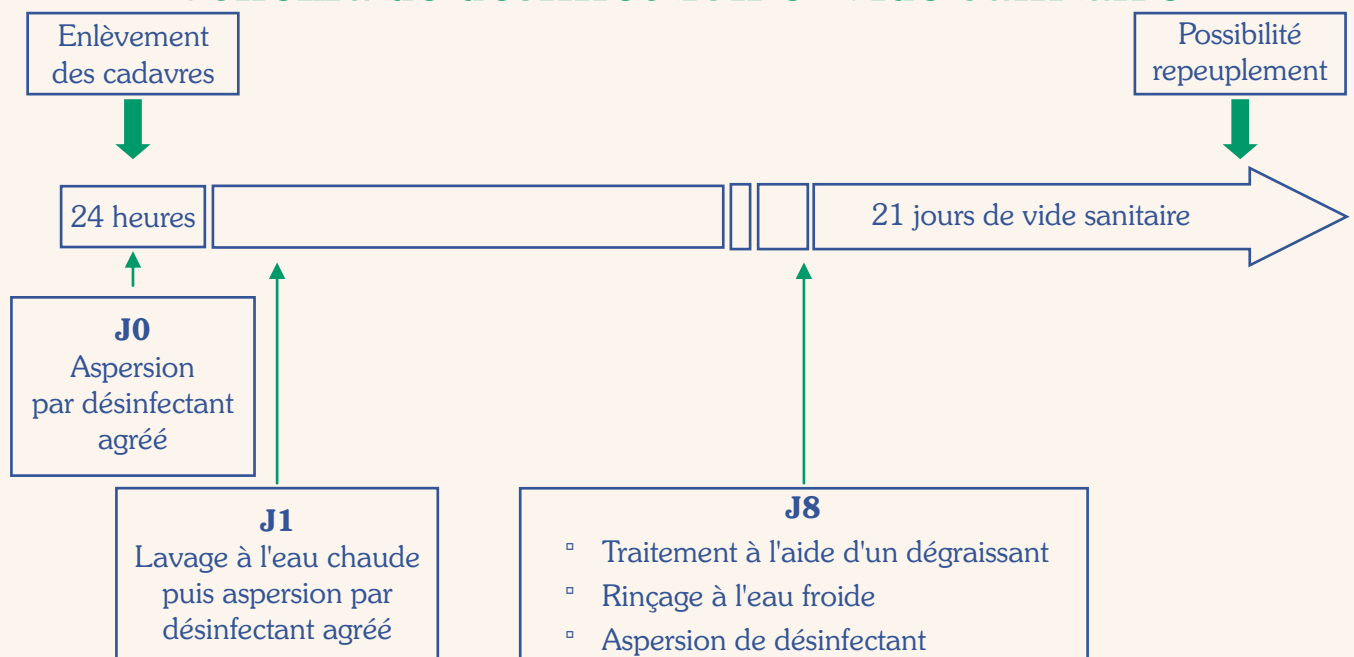 Enlèvement
des cadavres
Possibilité
repeuplement
24 heures
21 jours de vide sanitaire
J0
Aspersion
par désinfectant
agréé
J1
Lavage à l'eau chaude
puis aspersion par
désinfectant agréé
J8
▫ Traitement à l'aide d'un dégraissant
▫ Rinçage à l'eau froide
▫ Aspersion de désinfectant